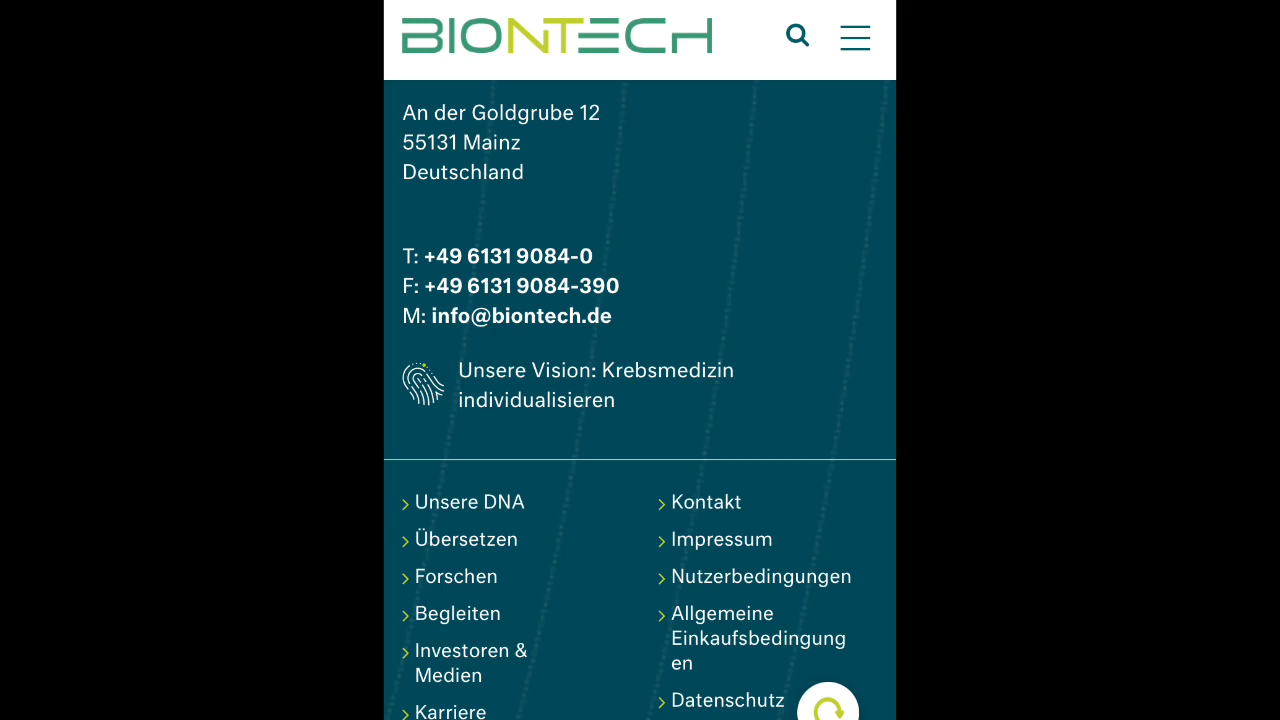 BIONTECH
An der Goldgrube 12
55131 Mainz
Deutschland
T: +49 6131 9084-0
F: +49 6131 9084-390
M: info@biontech.de
Unsere Vision: Krebsmedizin
individualisieren
Unsere DNA
Übersetzen
Forschen
Begleiten
Investoren &
Medien
Karriere
Kontakt
Impressum
Nutzerbedingungen
Allgemeine
Einkaufsbedingung
en
Datenschutz